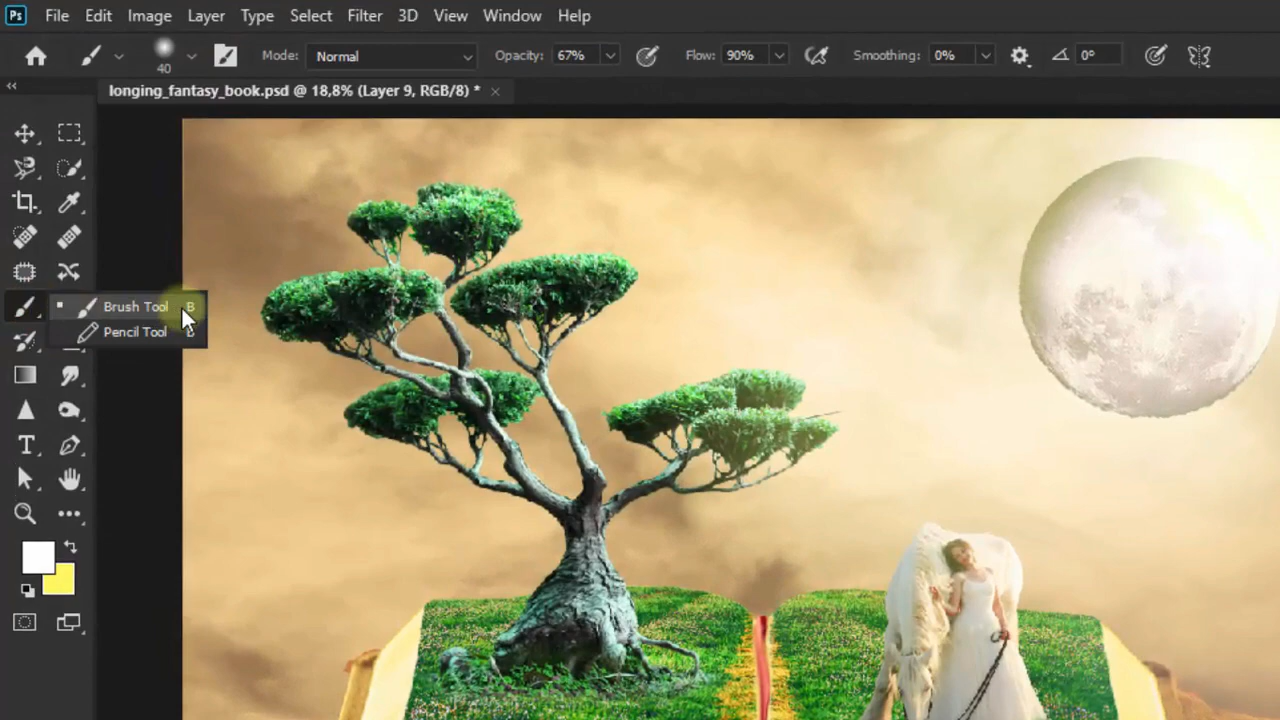 Ps File Edit Image Layer Type Select Filter 3D View Window Help
40 Mode: Normal Opacity: 67% Flow: 90% Smoothing: 0% 0°
longing_fantasy_book.psd @ 18,8% (Layer 9, RGB/8) * ×
Brush Tool B
Pencil Tool
T